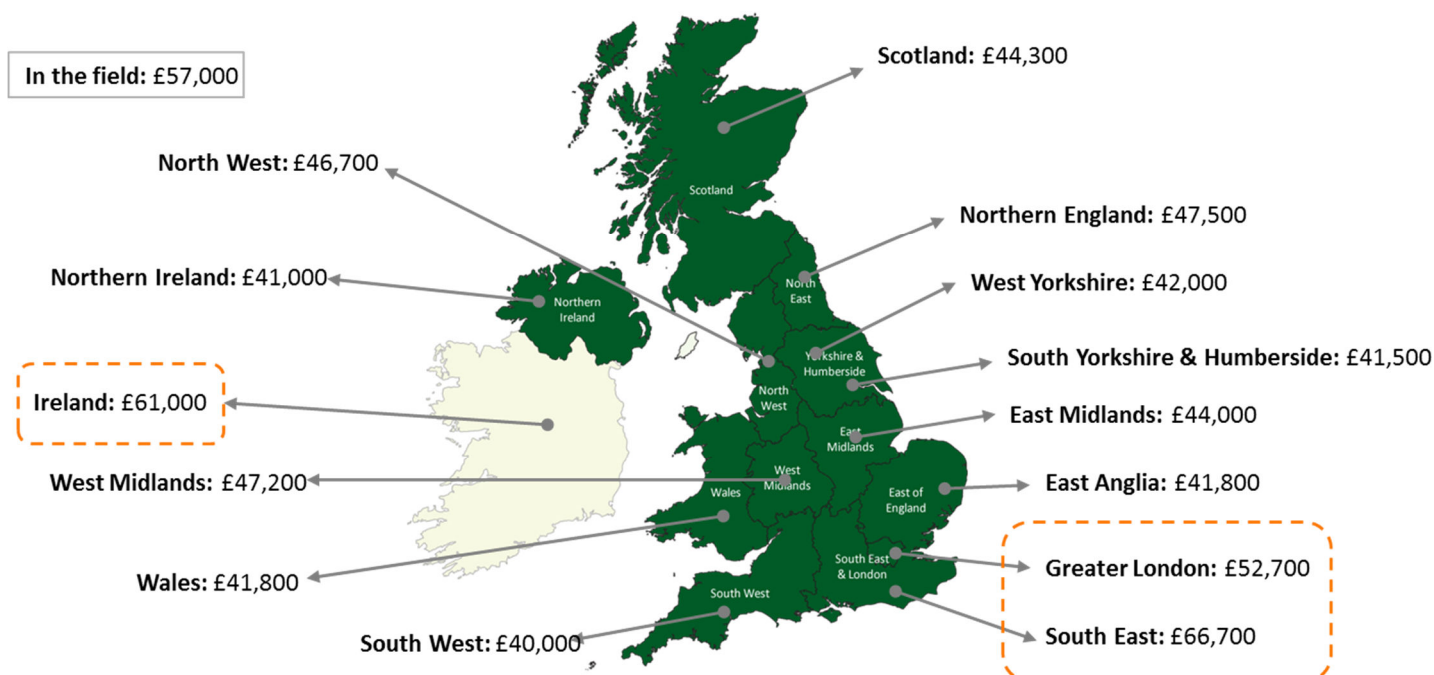 In the field: £57,000
Scotland: £44,300
North West: £46,700
Scotland
Northern England: £47,500
Northern Ireland: £41,000
North
East
West Yorkshire: £42,000
Northern
Ireland
Yorkshire &
Humberside
South Yorkshire & Humberside: £41,500
Ireland: £61,000
North
West
East Midlands: £44,000
East
Midlands
West Midlands: £47,200
West
Midlands
Wales
East of
England
East Anglia: £41,800
South East
& London
Greater London: £52,700
Wales: £41,800
South West
South West: £40,000
South East: £66,700